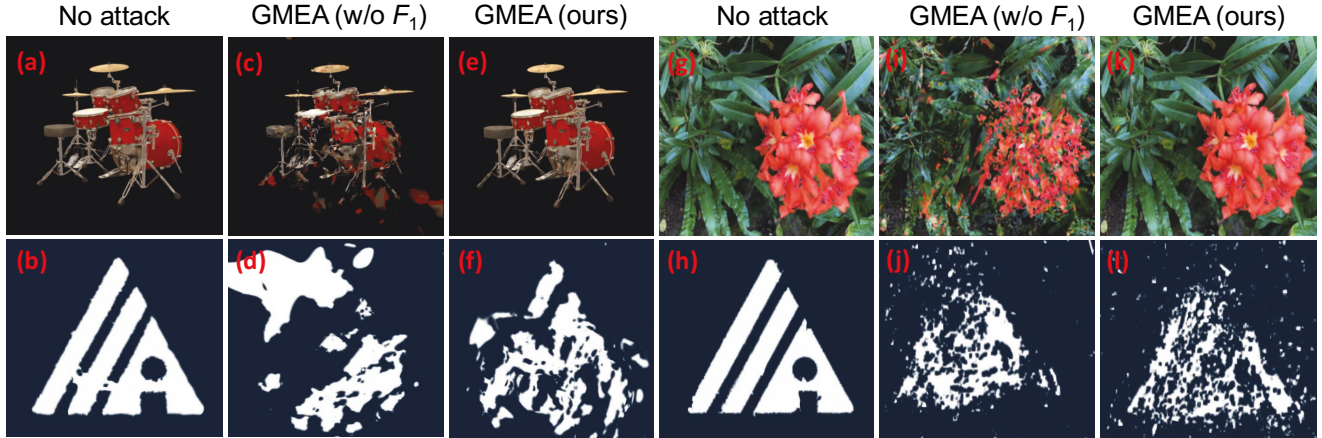 No attack GMEA (w/o F₁) GMEA (ours) No attack GMEA (w/o F₁) GMEA (ours)
(a) (c) (e) (g) (i) (k)
(b) (d) (f) (h) (j) (l)